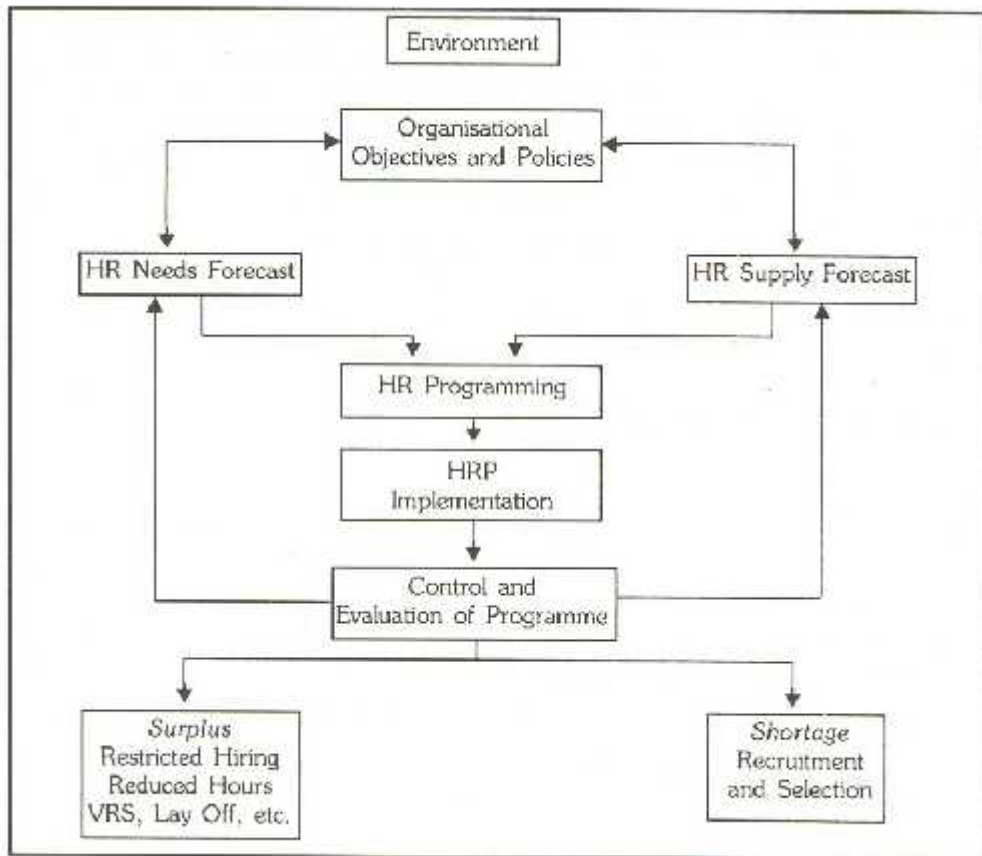 Environment
Organisational
Objectives and Policies
HR Needs Forecast
HR Supply Forecast
HR Programming
HRP
Implementation
Control and
Evaluation of Programme
Surplus
Restricted Hiring
Reduced Hours
VRS, Lay Off, etc.
Shortage
Recruitment
and Selection